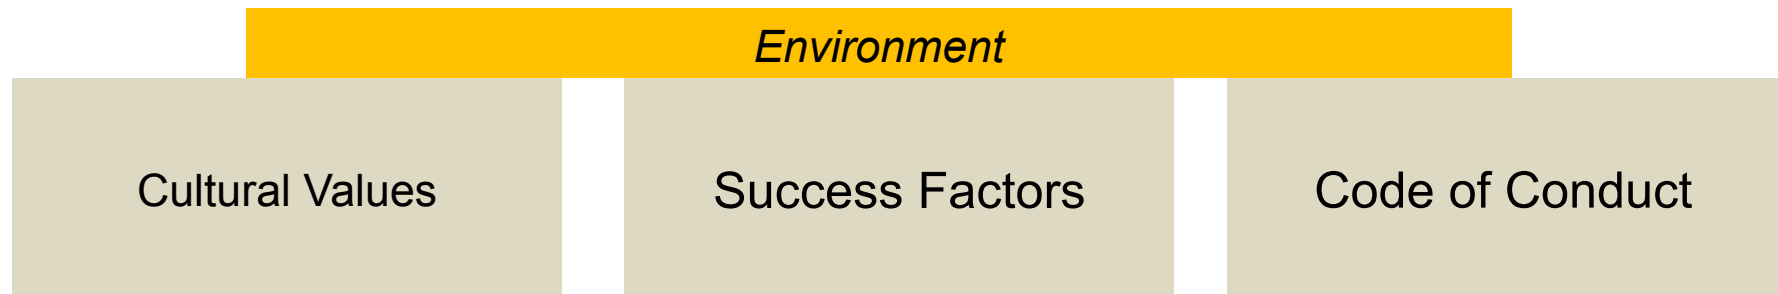 Environment
Cultural Values
Success Factors
Code of Conduct